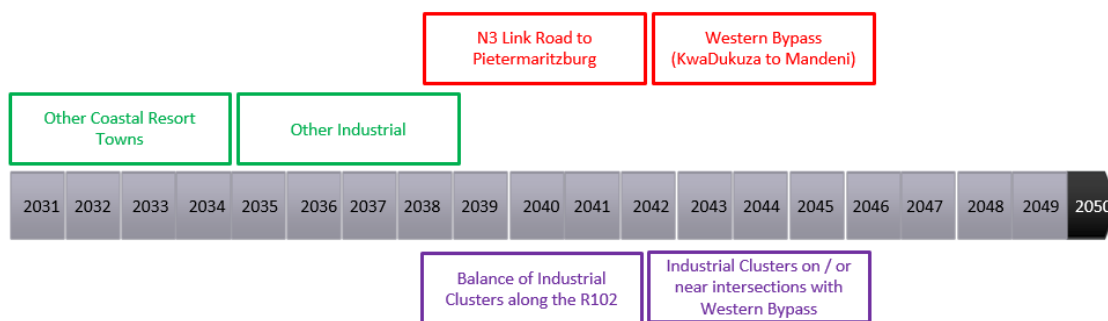 N3 Link Road to
Pietermaritzburg
Western Bypass
(KwaDukuza to Mandeni)
Other Coastal Resort
Towns
Other Industrial
2031 2032 2033 2034 2035 2036 2037 2038 2039 2040 2041 2042 2043 2044 2045 2046 2047 2048 2049 2050
Balance of Industrial
Clusters along the R102
Industrial Clusters on / or
near intersections with
Western Bypass